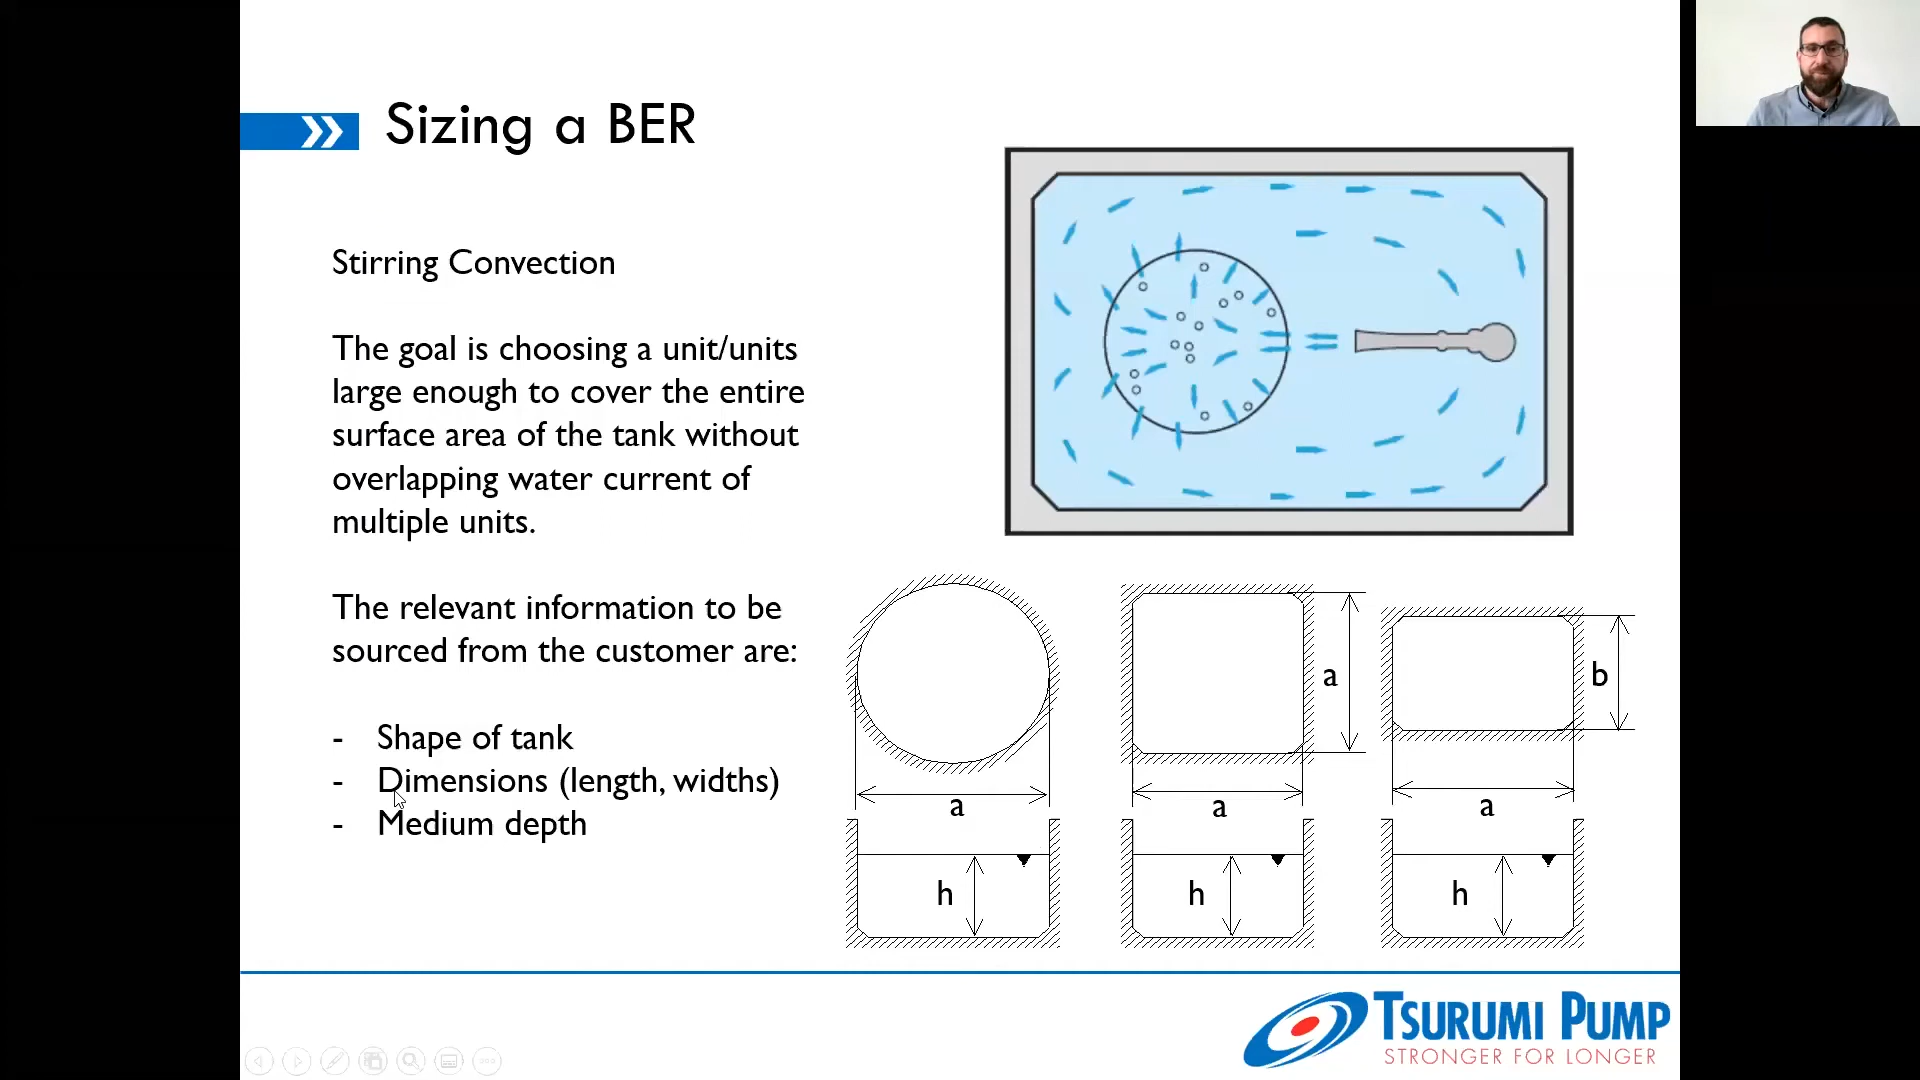 Sizing a BER
Stirring Convection
The goal is choosing a unit/units
large enough to cover the entire
surface area of the tank without
overlapping water current of
multiple units.
The relevant information to be
sourced from the customer are:
- Shape of tank
- Dimensions (length, widths)
- Medium depth
a
b
a
a
a
h
h
h
TSURUMI PUMP
STRONGER FOR LONGER